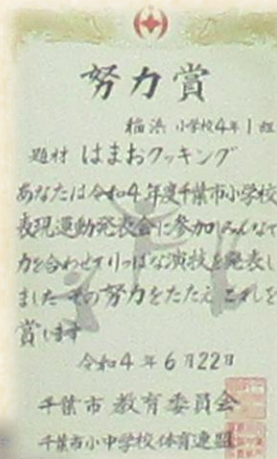 努力賞
稲浜 小学校4年1組
題材 はまおクッキング
あなたは令和4年度千葉市小学校
表現運動発表会に参加しみんなで
力を合わせてりっぱな演技を発表し
ました その努力をたたえ これを
賞します
令和4年6月22日
千葉市教育委員会
千葉市小中学校体育連盟